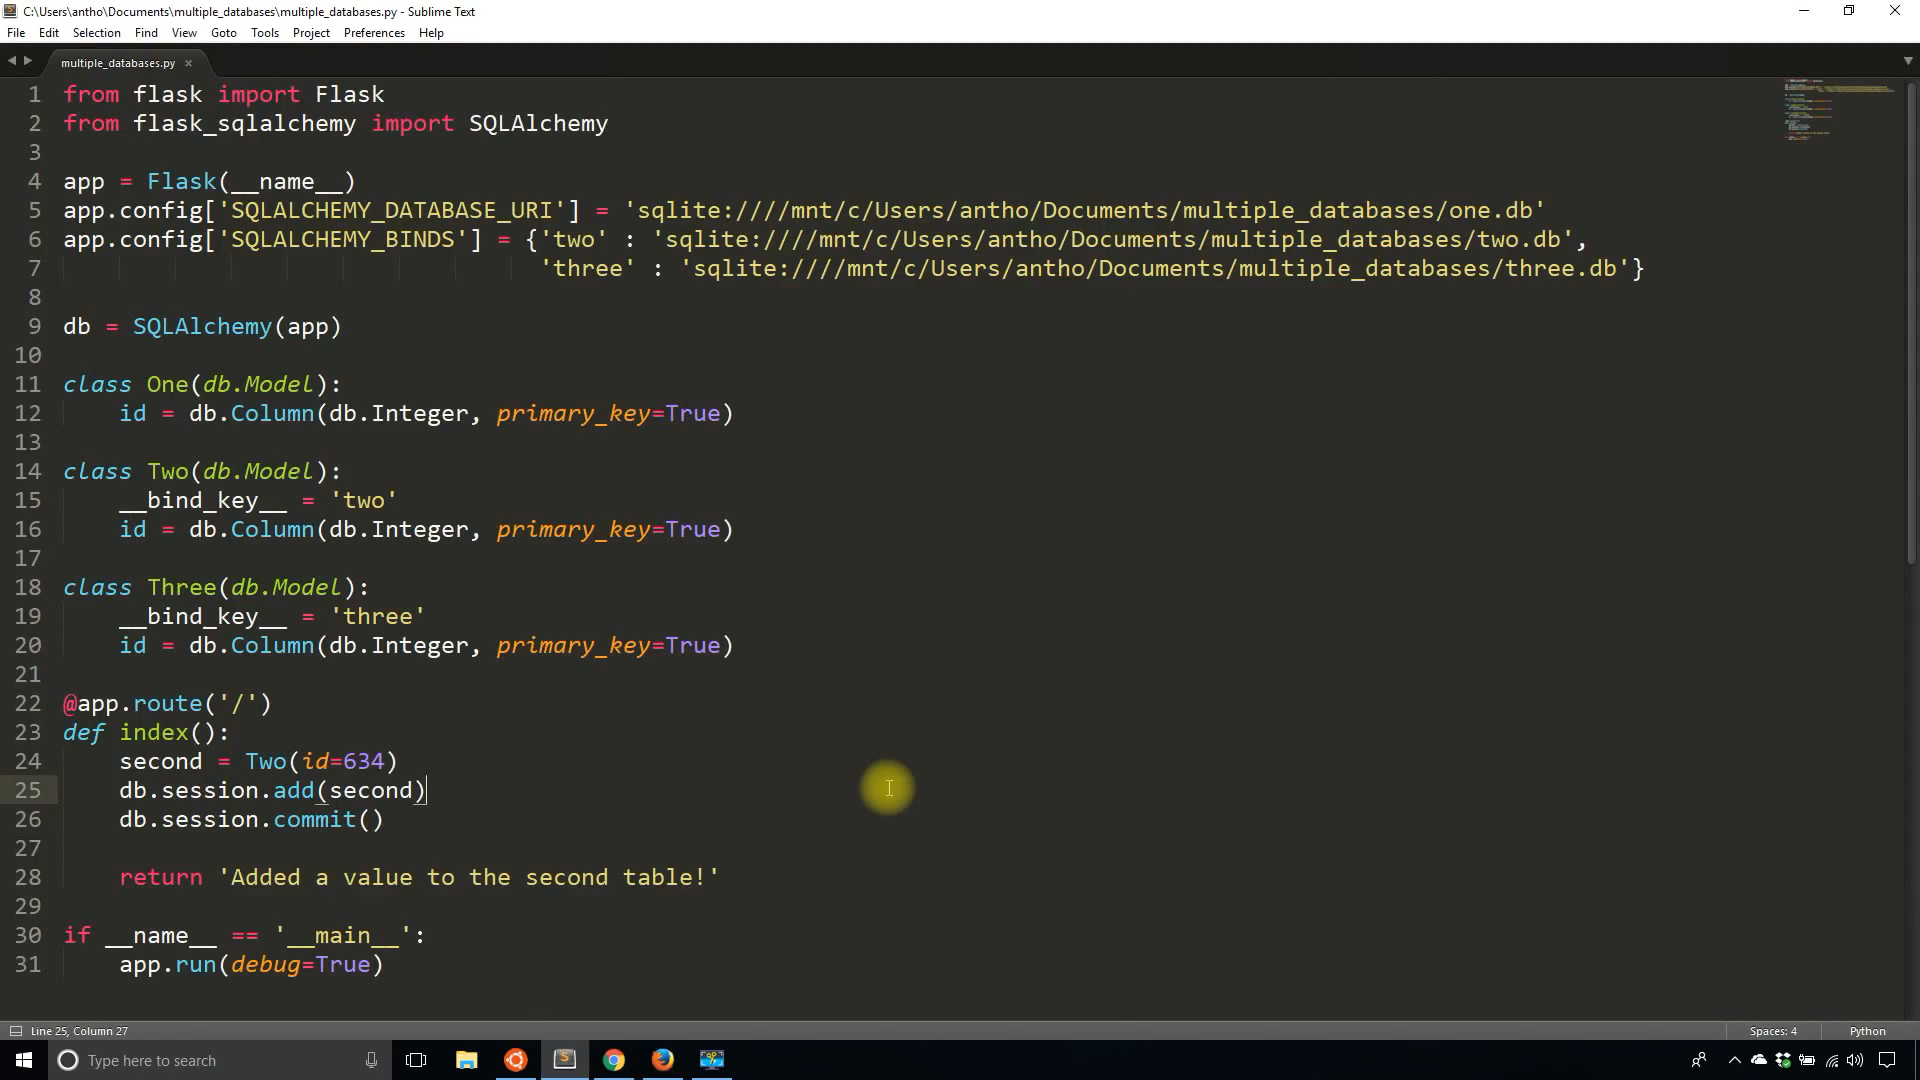 C:\Users\antho\Documents\multiple_databases\multiple_databases.py - Sublime Text
File Edit Selection Find View Goto Tools Project Preferences Help
multiple_databases.py ×
1 from flask import Flask
2 from flask_sqlalchemy import SQLAlchemy
3
4 app = Flask(__name__)
5 app.config['SQLALCHEMY_DATABASE_URI'] = 'sqlite:////mnt/c/Users/antho/Documents/multiple_databases/one.db'
6 app.config['SQLALCHEMY_BINDS'] = {'two' : 'sqlite:////mnt/c/Users/antho/Documents/multiple_databases/two.db',
7                                   'three' : 'sqlite:////mnt/c/Users/antho/Documents/multiple_databases/three.db'}
8
9 db = SQLAlchemy(app)
10
11 class One(db.Model):
12     id = db.Column(db.Integer, primary_key=True)
13
14 class Two(db.Model):
15     __bind_key__ = 'two'
16     id = db.Column(db.Integer, primary_key=True)
17
18 class Three(db.Model):
19     __bind_key__ = 'three'
20     id = db.Column(db.Integer, primary_key=True)
21
22 @app.route('/')
23 def index():
24     second = Two(id=634)
25     db.session.add(second)
26     db.session.commit()
27
28     return 'Added a value to the second table!'
29
30 if __name__ == '__main__':
31     app.run(debug=True)
Line 25, Column 27 Spaces: 4 Python
Type here to search